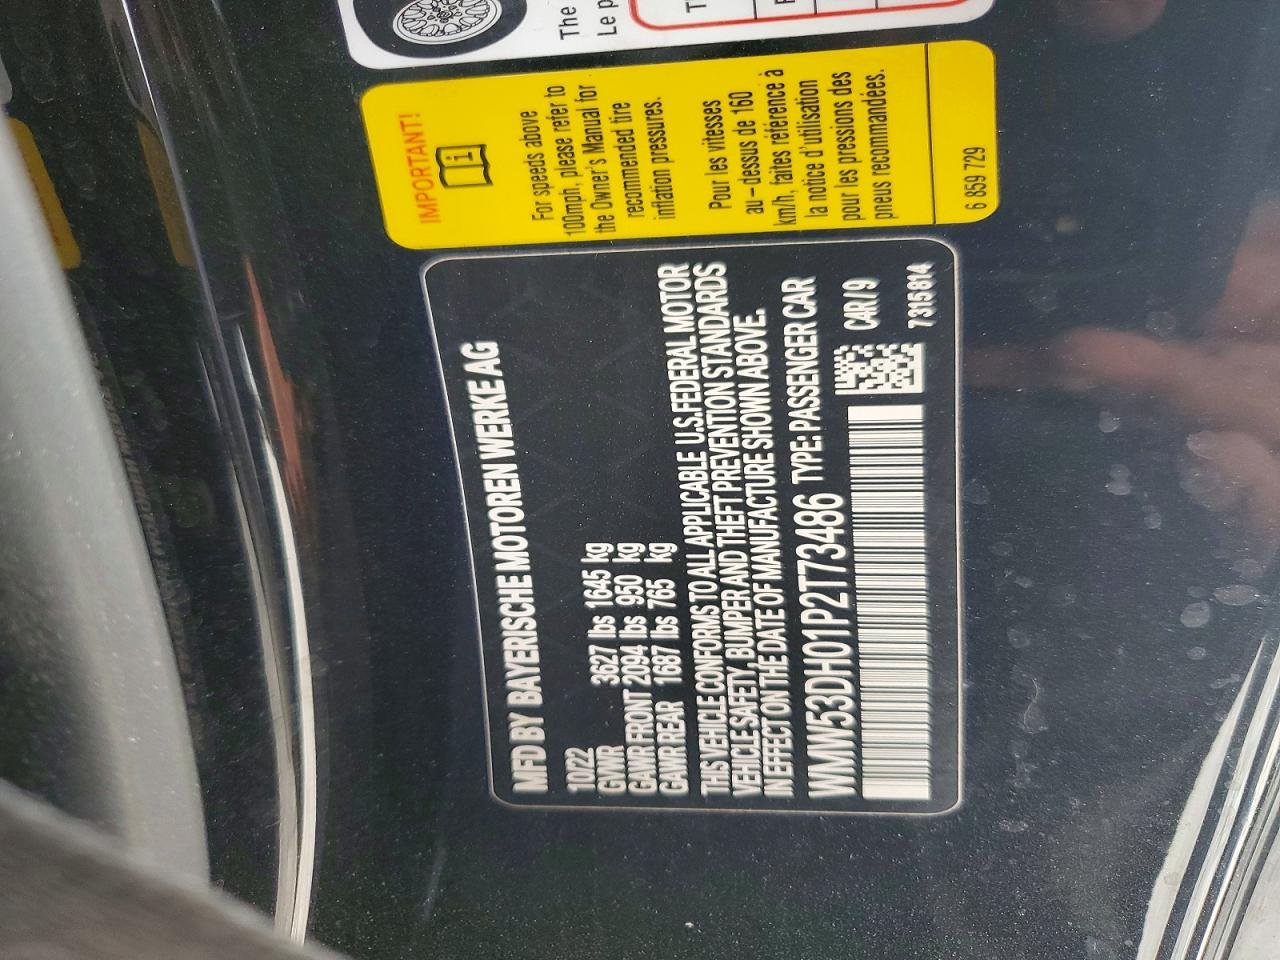 The
Le p
T
IMPORTANT!
For speeds above
100mph, please refer to
the Owner's Manual for
recommended tire
inflation pressures.
Pour les vitesses
au-dessus de 160
km/h, faites référence à
la notice d'utilisation
pour les pressions des
pneus recommandées.
6 859 729
MFD BY BAYERISCHE MOTOREN WERKE AG
10/22
GVWR 3627 lbs 1645 kg
GAWR FRONT 2094 lbs 950 kg
GAWR REAR 1687 lbs 765 kg
THIS VEHICLE CONFORMS TO ALL APPLICABLE U.S.FEDERAL MOTOR
VEHICLE SAFETY, BUMPER AND THEFT PREVENTION STANDARDS
IN EFFECT ON THE DATE OF MANUFACTURE SHOWN ABOVE.
WMW53DH01P2T73486 TYPE: PASSENGER CAR
C4R/9
7315814